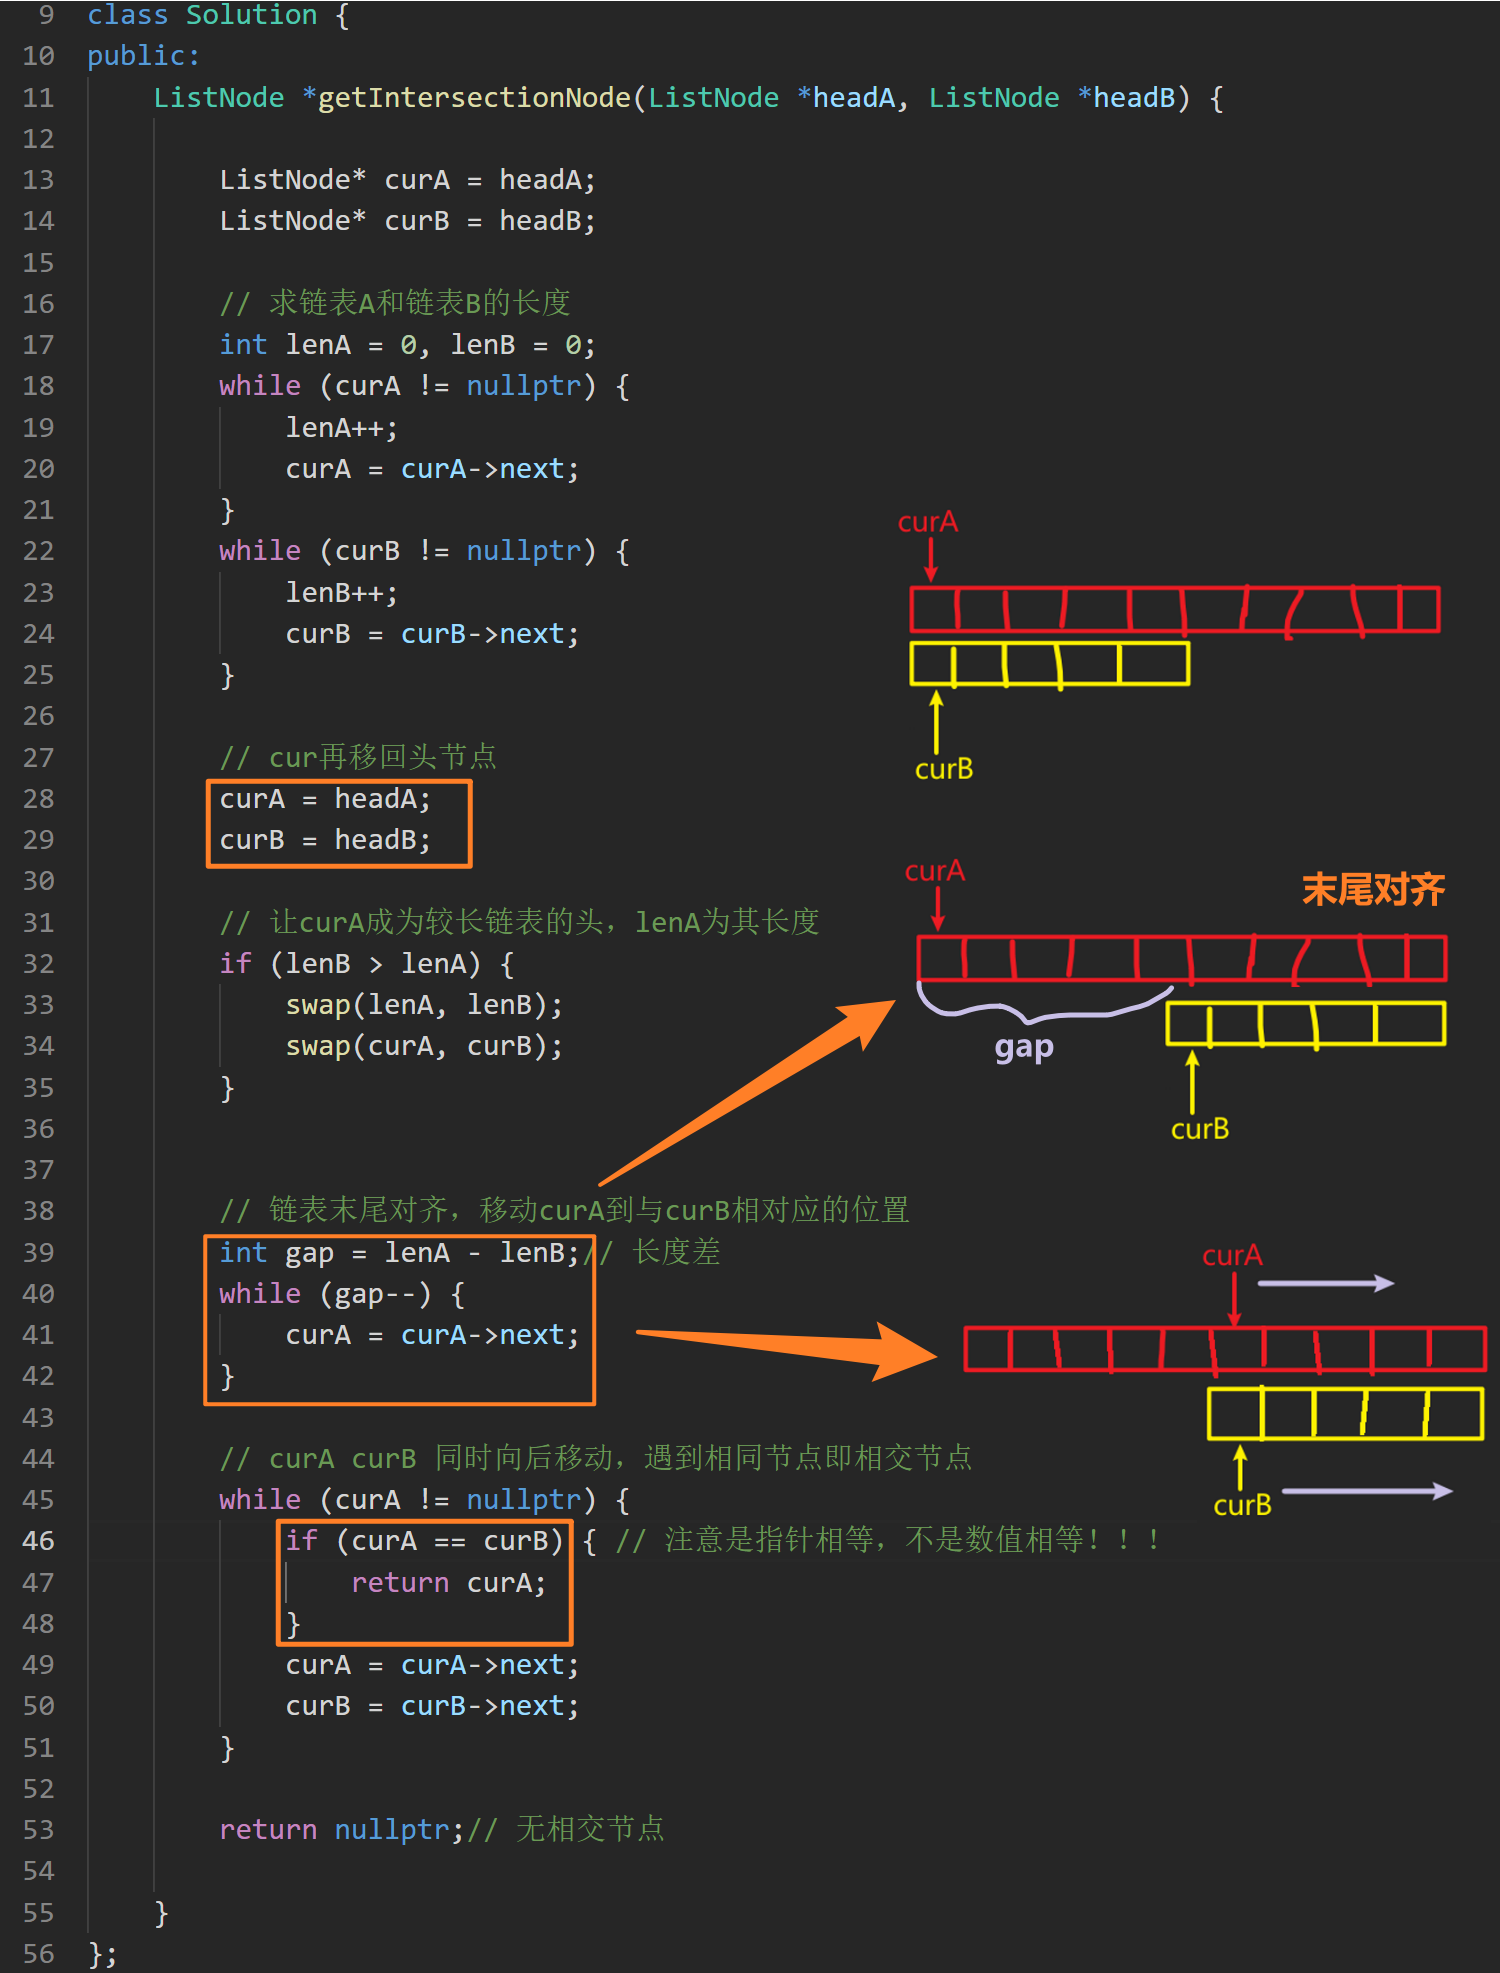 9 class Solution {
10 public:
11 ListNode *getIntersectionNode(ListNode *headA, ListNode *headB) {
12
13 ListNode* curA = headA;
14 ListNode* curB = headB;
15
16 // 求链表A和链表B的长度
17 int lenA = 0, lenB = 0;
18 while (curA != nullptr) {
19 lenA++;
20 curA = curA->next;
21 }
22 while (curB != nullptr) {
23 lenB++;
24 curB = curB->next;
25 }
26
27 // cur再移回头节点
28 curA = headA;
29 curB = headB;
30
31 // 让curA成为较长链表的头，lenA为其长度
32 if (lenB > lenA) {
33 swap(lenA, lenB);
34 swap(curA, curB);
35 }
36
37
38 // 链表末尾对齐，移动curA到与curB相对应的位置
39 int gap = lenA - lenB;// 长度差
40 while (gap--) {
41 curA = curA->next;
42 }
43
44 // curA curB 同时向后移动，遇到相同节点即相交节点
45 while (curA != nullptr) {
46 if (curA == curB) { // 注意是指针相等，不是数值相等！！！
47 return curA;
48 }
49 curA = curA->next;
50 curB = curB->next;
51 }
52
53 return nullptr;// 无相交节点
54
55 }
56 };
curA
curB
curA
末尾对齐
gap
curB
curA
curB